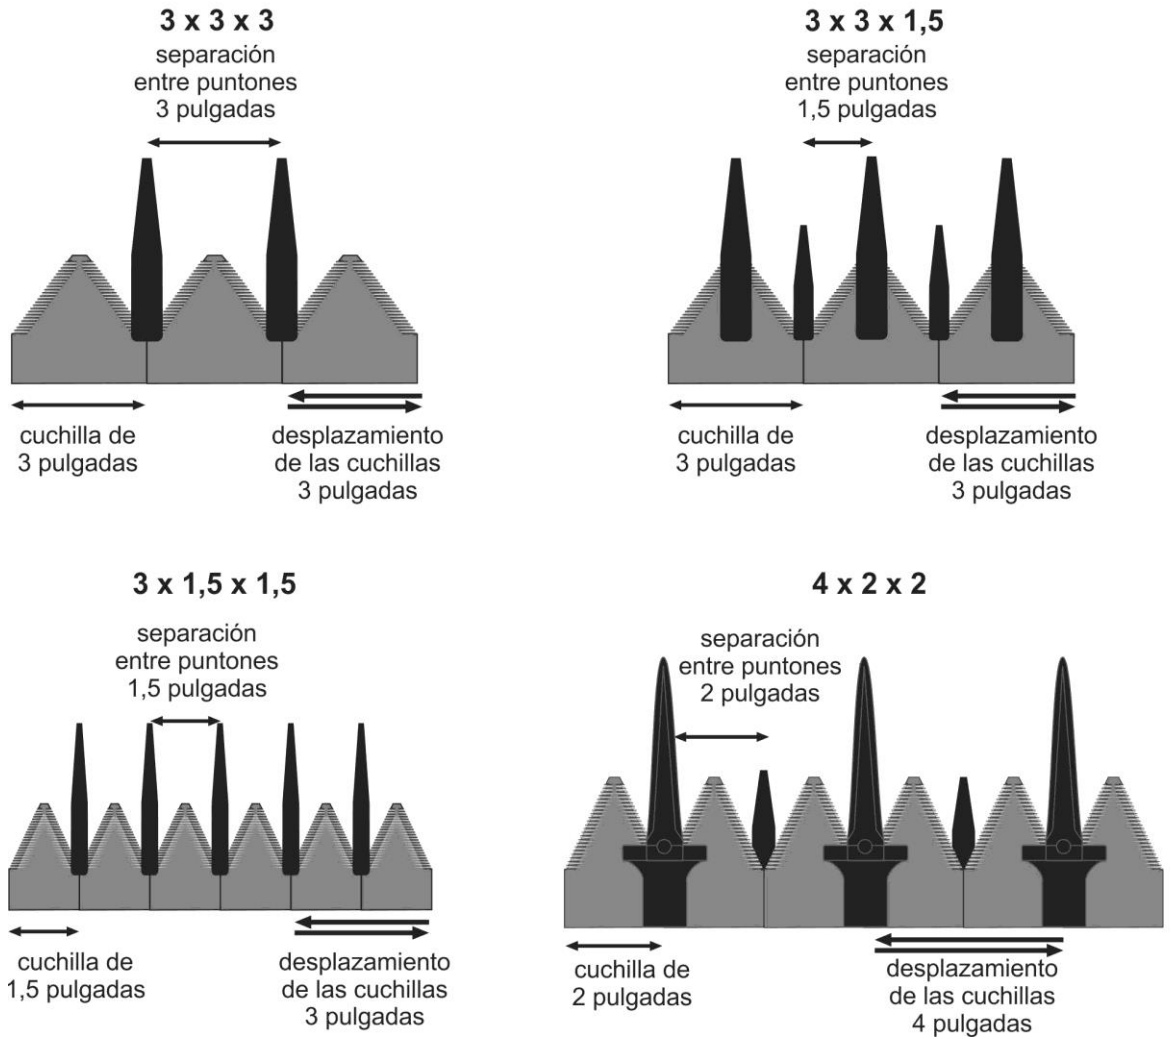 3 x 3 x 3
separación
entre puntones
3 pulgadas
cuchilla de
3 pulgadas
desplazamiento
de las cuchillas
3 pulgadas
3 x 3 x 1,5
separación
entre puntones
1,5 pulgadas
cuchilla de
3 pulgadas
desplazamiento
de las cuchillas
3 pulgadas
3 x 1,5 x 1,5
separación
entre puntones
1,5 pulgadas
cuchilla de
1,5 pulgadas
desplazamiento
de las cuchillas
3 pulgadas
4 x 2 x 2
separación
entre puntones
2 pulgadas
cuchilla de
2 pulgadas
desplazamiento
de las cuchillas
4 pulgadas